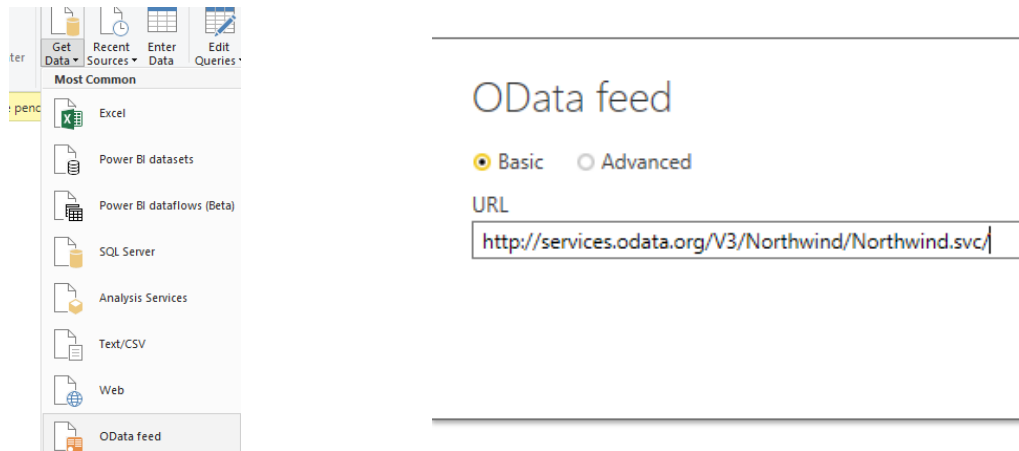 Get Data
Recent Sources
Enter Data
Edit Queries
ter
Most Common
penc
Excel
Power BI datasets
Power BI dataflows (Beta)
SQL Server
Analysis Services
Text/CSV
Web
OData feed
OData feed
Basic
Advanced
URL
http://services.odata.org/V3/Northwind/Northwind.svc/